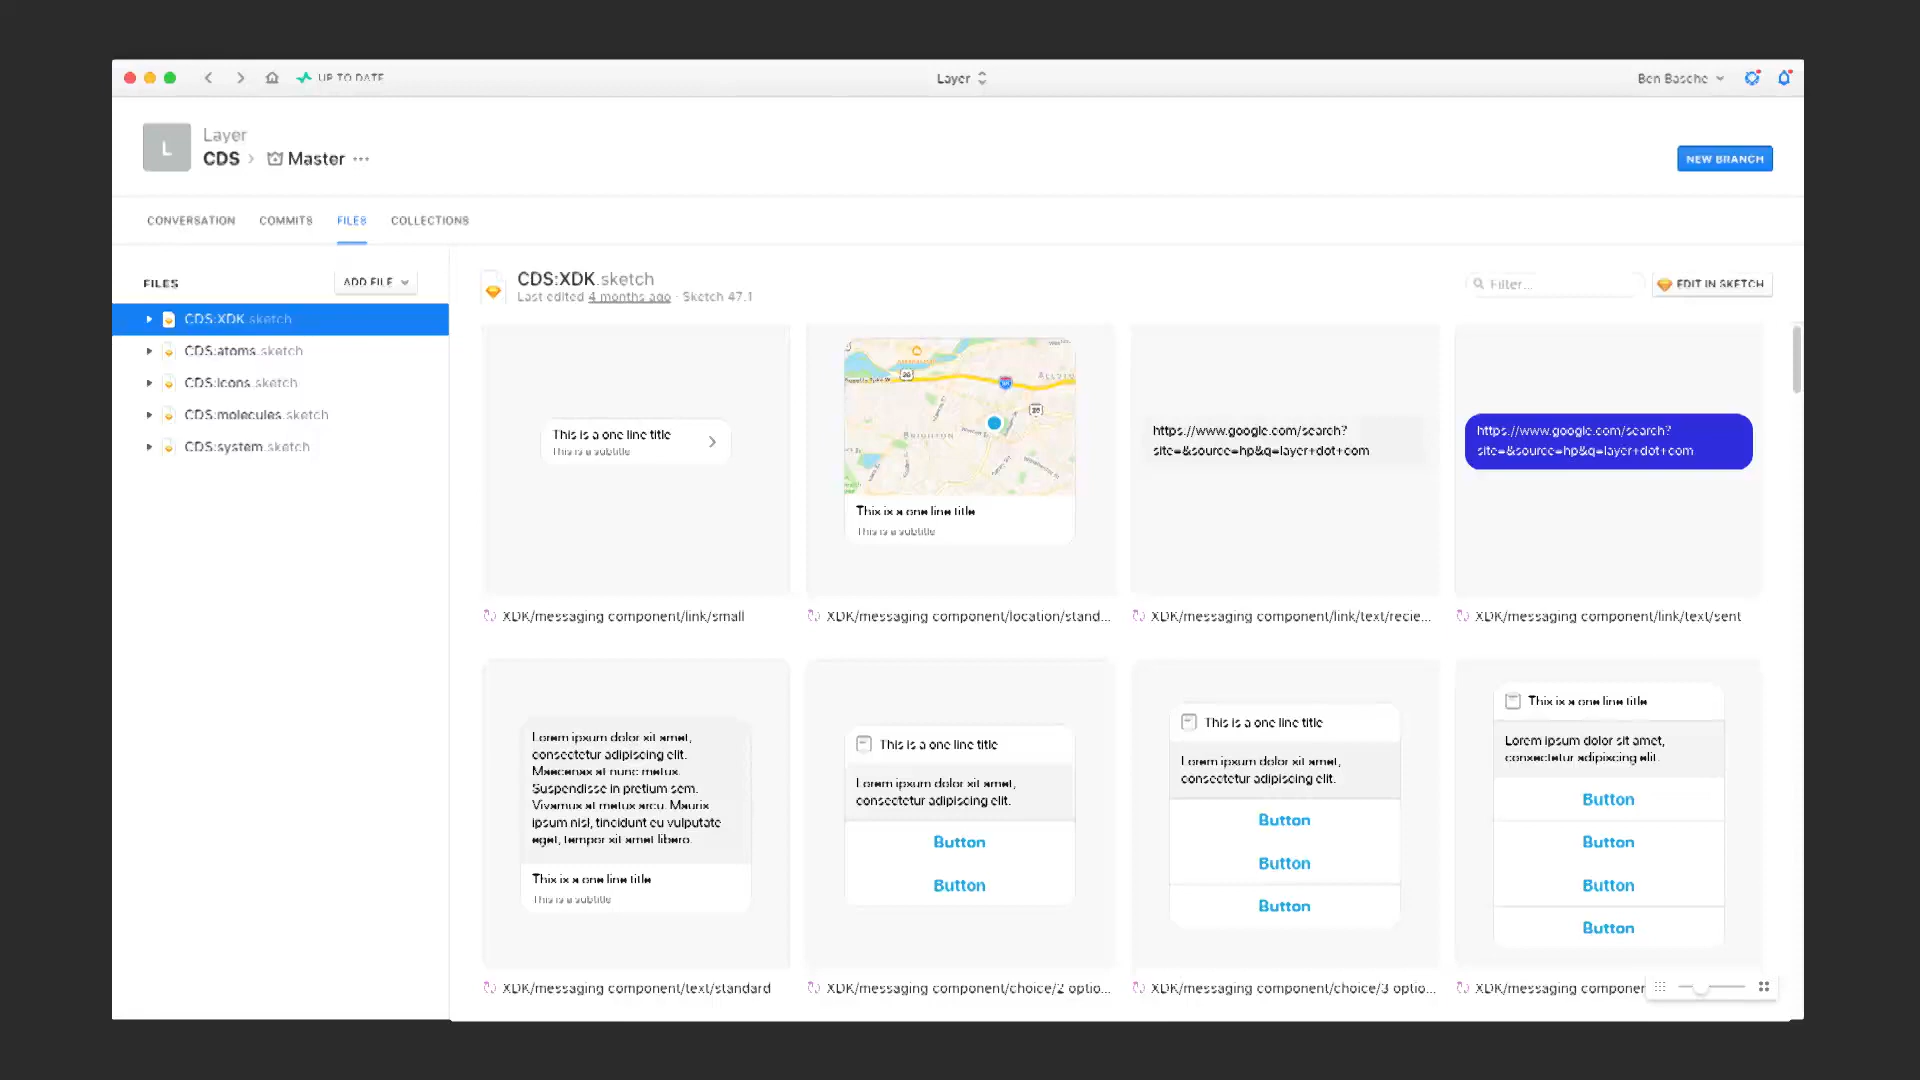 UP TO DATE
Layer
Ben Basche
L
Layer
CDS › Master ...
NEW BRANCH
CONVERSATION COMMITS FILES COLLECTIONS
FILES
ADD FILE
CDS:XDK.sketch
CDS:atoms.sketch
CDS:icons.sketch
CDS:molecules.sketch
CDS:system.sketch
CDS:XDK.sketch
Last edited 4 months ago · Sketch 47.1
Filter...
EDIT IN SKETCH
This is a one line title
This is a subtitle
XDK/messaging component/link/small
BRIGHTON
This is a one line title
This is a subtitle
XDK/messaging component/location/stand...
https://www.google.com/search?
site=&source=hp&q=layer+dot+com
XDK/messaging component/link/text/recie...
https://www.google.com/search?
site=&source=hp&q=layer+dot+com
XDK/messaging component/link/text/sent
Lorem ipsum dolor sit amet,
consectetur adipiscing elit.
Maecenas at nunc metus.
Suspendisse in pretium sem.
Vivamus at metus arcu. Mauris
ipsum nisl, tincidunt eu vulputate
eget, tempor sit amet libero.
This is a one line title
This is a subtitle
XDK/messaging component/text/standard
This is a one line title
Lorem ipsum dolor sit amet,
consectetur adipiscing elit.
Button
Button
XDK/messaging component/choice/2 optio...
This is a one line title
Lorem ipsum dolor sit amet,
consectetur adipiscing elit.
Button
Button
Button
XDK/messaging component/choice/3 optio...
This is a one line title
Lorem ipsum dolor sit amet,
consectetur adipiscing elit.
Button
Button
Button
Button
XDK/messaging componen